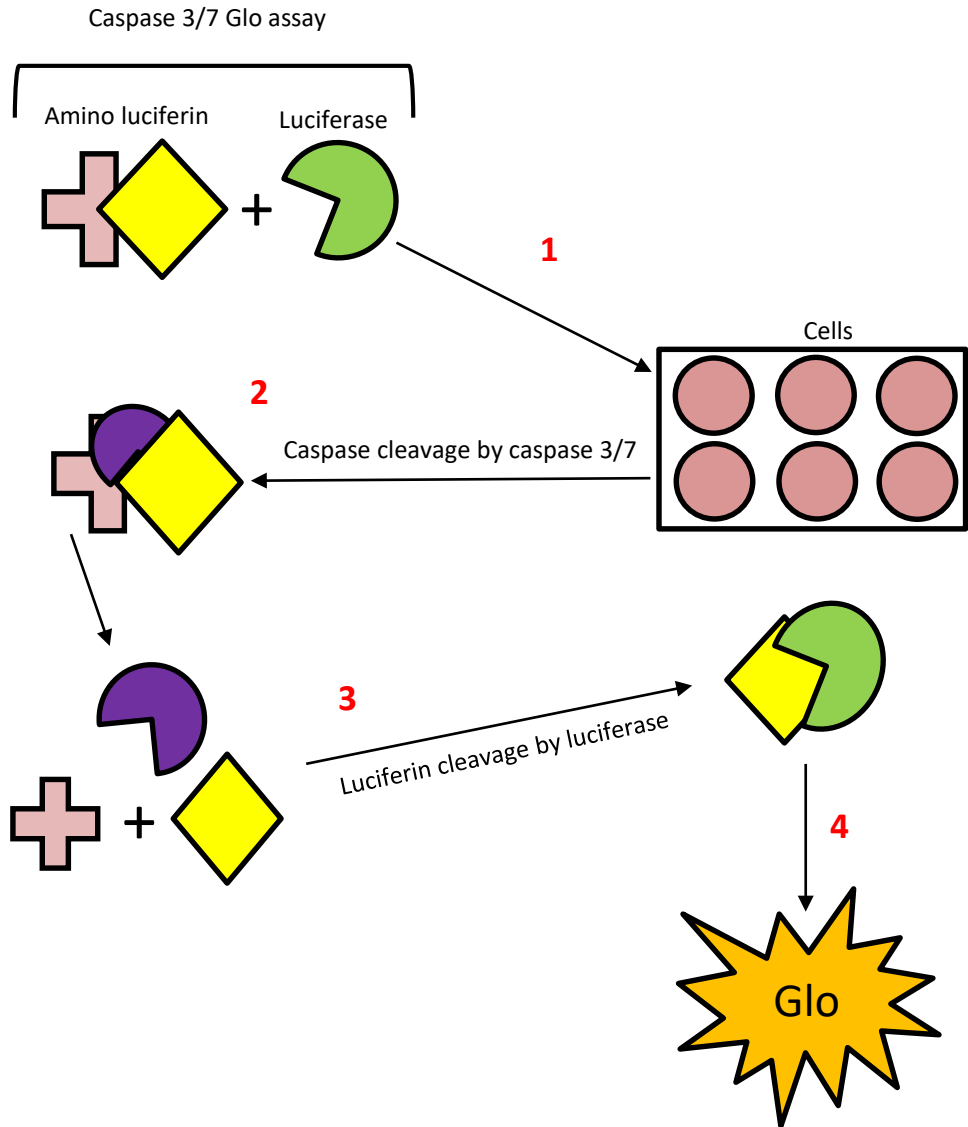 Caspase 3/7 Glo assay
Amino luciferin
Luciferase
+
1
Cells
2
Caspase cleavage by caspase 3/7
3
Luciferin cleavage by luciferase
+
4
Glo